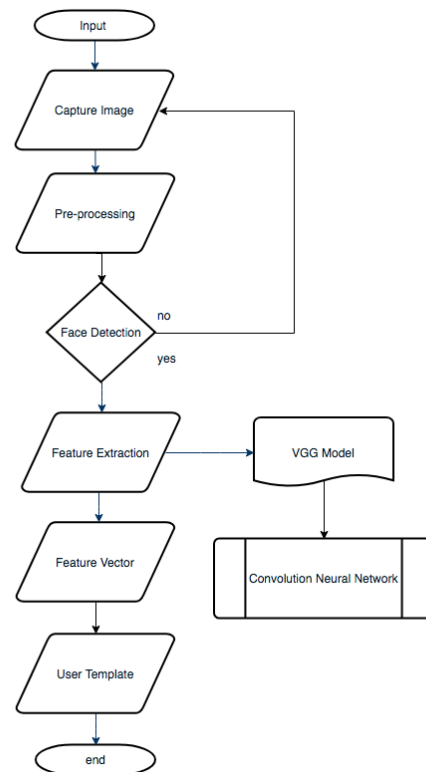 Input
Capture Image
Pre-processing
no
Face Detection
yes
Feature Extraction
VGG Model
Feature Vector
Convolution Neural Network
User Template
end